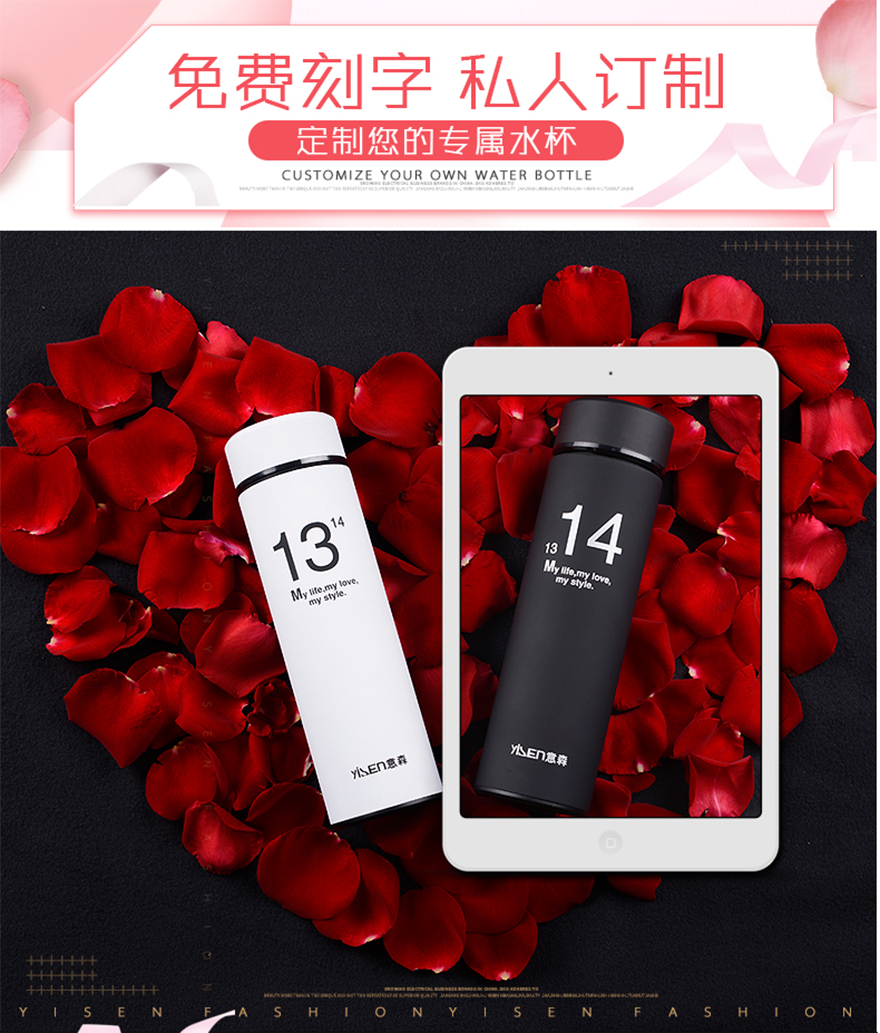 免费刻字 私人订制
定制您的专属水杯
CUSTOMIZE YOUR OWN WATER BOTTLE
13 14
My life,my love,
my style.
YISEN意森
13 14
My life,my love,
my style.
YISEN意森
YISEN FASHIONYISEN FASHION